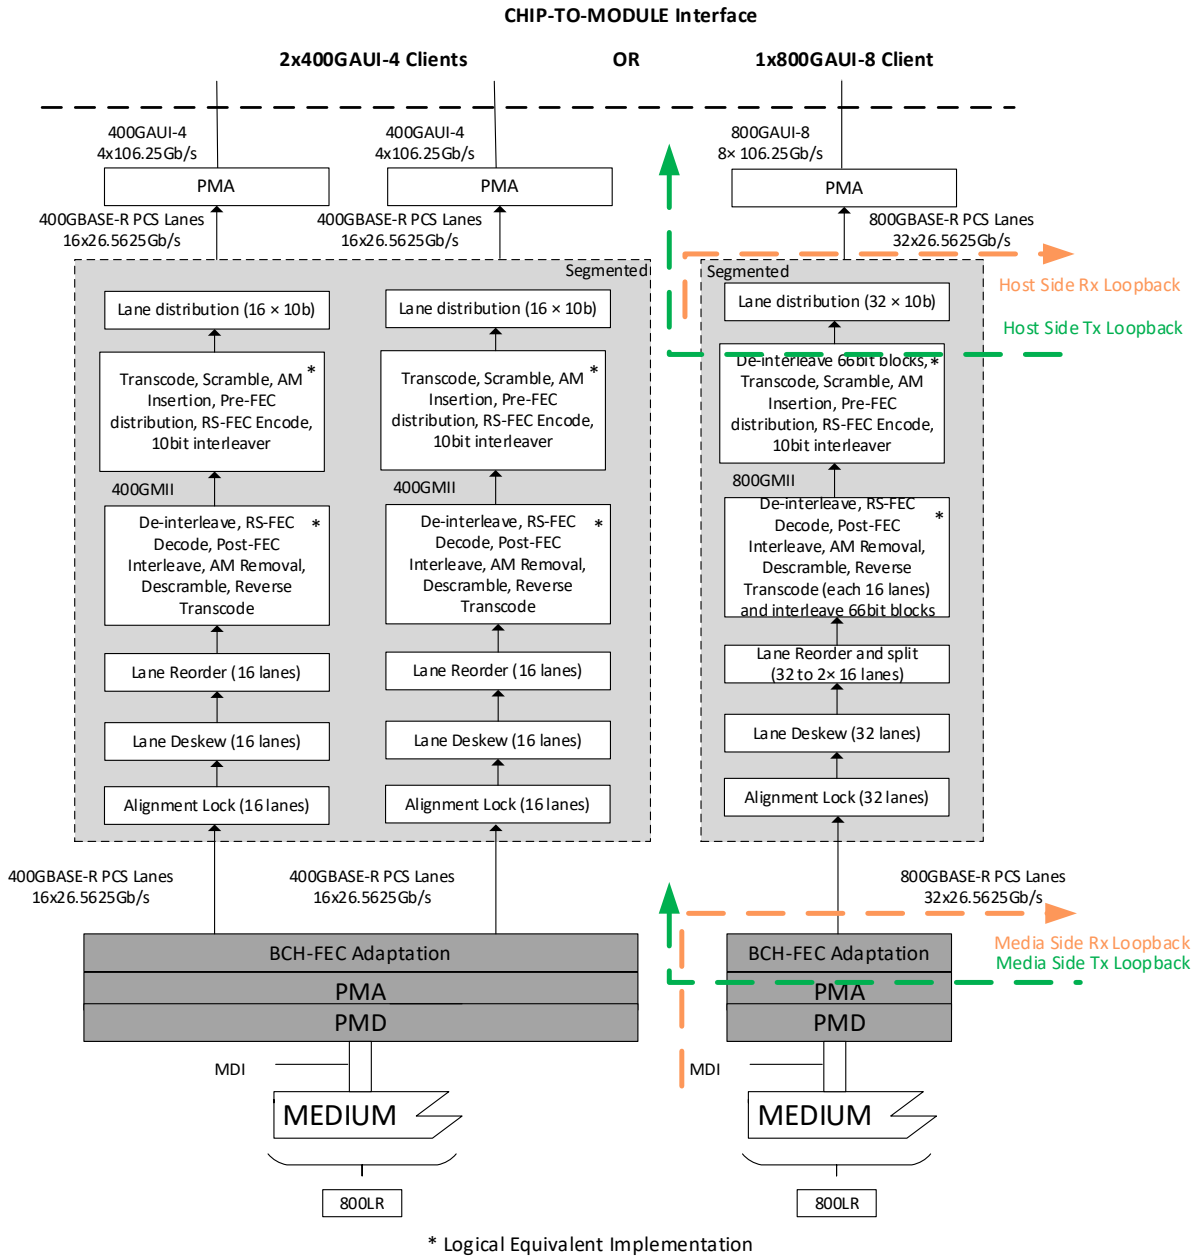 CHIP-TO-MODULE Interface
2x400GAUI-4 Clients
OR
1x800GAUI-8 Client
400GAUI-4
4x106.25Gb/s
400GAUI-4
4x106.25Gb/s
800GAUI-8
8× 106.25Gb/s
PMA
PMA
PMA
400GBASE-R PCS Lanes
16x26.5625Gb/s
400GBASE-R PCS Lanes
16x26.5625Gb/s
800GBASE-R PCS Lanes
32x26.5625Gb/s
Segmented
Segmented
Host Side Rx Loopback
Host Side Tx Loopback
Lane distribution (16 × 10b)
Lane distribution (16 × 10b)
Lane distribution (32 × 10b)
Transcode, Scramble, AM *
Insertion, Pre-FEC
distribution, RS-FEC Encode,
10bit interleaver
Transcode, Scramble, AM *
Insertion, Pre-FEC
distribution, RS-FEC Encode,
10bit interleaver
De-interleave 66bit blocks, *
Transcode, Scramble, AM
Insertion, Pre-FEC
distribution, RS-FEC Encode,
10bit interleaver
400GMII
400GMII
800GMII
De-interleave, RS-FEC *
Decode, Post-FEC
Interleave, AM Removal,
Descramble, Reverse
Transcode
De-interleave, RS-FEC *
Decode, Post-FEC
Interleave, AM Removal,
Descramble, Reverse
Transcode
De-interleave, RS-FEC
Decode, Post-FEC *
Interleave, AM Removal,
Descramble, Reverse
Transcode (each 16 lanes)
and interleave 66bit blocks
Lane Reorder (16 lanes)
Lane Reorder (16 lanes)
Lane Reorder and split
(32 to 2× 16 lanes)
Lane Deskew (16 lanes)
Lane Deskew (16 lanes)
Lane Deskew (32 lanes)
Alignment Lock (16 lanes)
Alignment Lock (16 lanes)
Alignment Lock (32 lanes)
400GBASE-R PCS Lanes
16x26.5625Gb/s
400GBASE-R PCS Lanes
16x26.5625Gb/s
800GBASE-R PCS Lanes
32x26.5625Gb/s
Media Side Rx Loopback
Media Side Tx Loopback
BCH-FEC Adaptation
PMA
PMD
BCH-FEC Adaptation
PMA
PMD
MDI
MDI
MEDIUM
MEDIUM
800LR
800LR
* Logical Equivalent Implementation